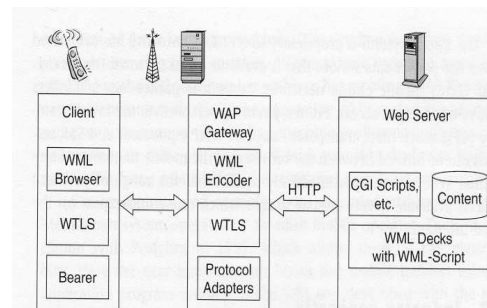 Client
WML
Browser
WTLS
Bearer
WAP
Gateway
WML
Encoder
WTLS
Protocol
Adapters
HTTP
Web Server
CGI Scripts,
etc.
Content
WML Decks
with WML-Script